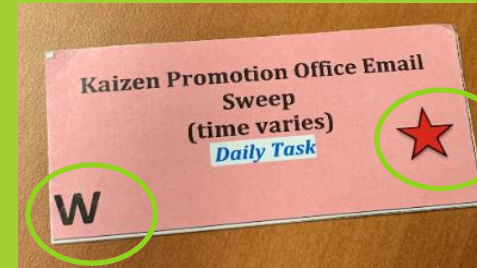 Kaizen Promotion Office Email
Sweep
(time varies)
Daily Task
W